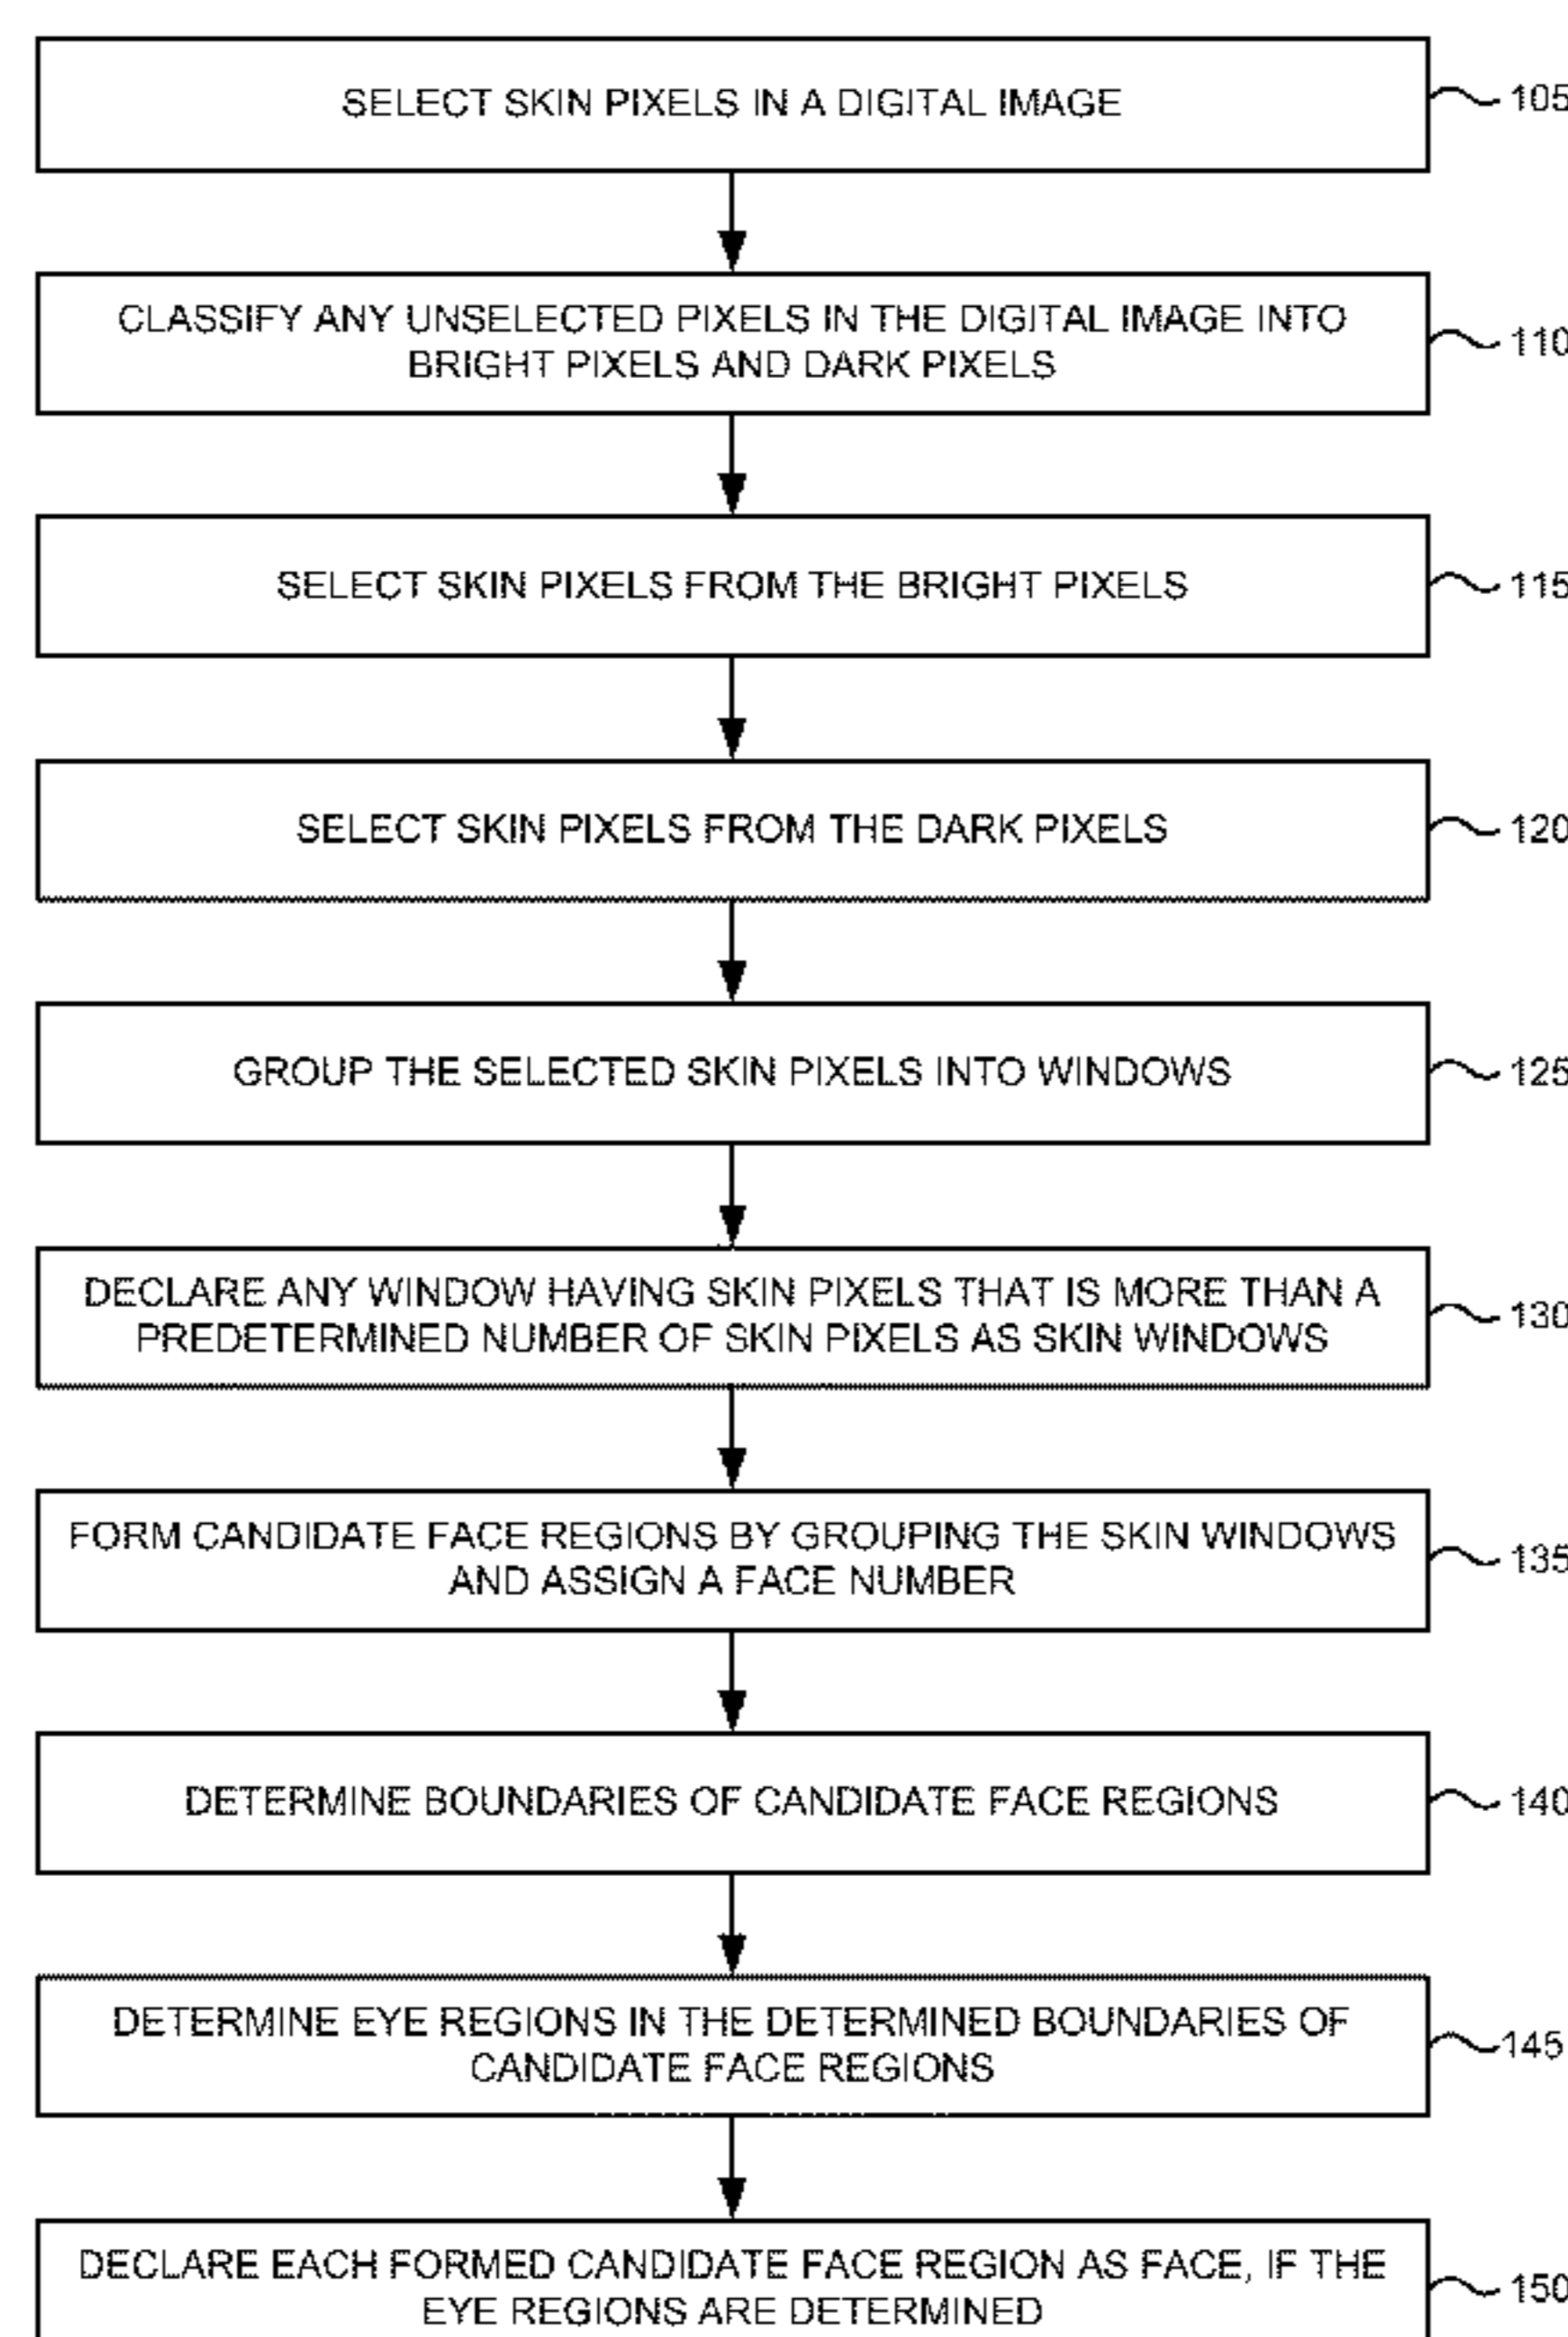 SELECT SKIN PIXELS IN A DIGITAL IMAGE
105
CLASSIFY ANY UNSELECTED PIXELS IN THE DIGITAL IMAGE INTO
BRIGHT PIXELS AND DARK PIXELS
110
SELECT SKIN PIXELS FROM THE BRIGHT PIXELS
115
SELECT SKIN PIXELS FROM THE DARK PIXELS
120
GROUP THE SELECTED SKIN PIXELS INTO WINDOWS
125
DECLARE ANY WINDOW HAVING SKIN PIXELS THAT IS MORE THAN A
PREDETERMINED NUMBER OF SKIN PIXELS AS SKIN WINDOWS
130
FORM CANDIDATE FACE REGIONS BY GROUPING THE SKIN WINDOWS
AND ASSIGN A FACE NUMBER
135
DETERMINE BOUNDARIES OF CANDIDATE FACE REGIONS
140
DETERMINE EYE REGIONS IN THE DETERMINED BOUNDARIES OF
CANDIDATE FACE REGIONS
145
DECLARE EACH FORMED CANDIDATE FACE REGION AS FACE, IF THE
EYE REGIONS ARE DETERMINED
150